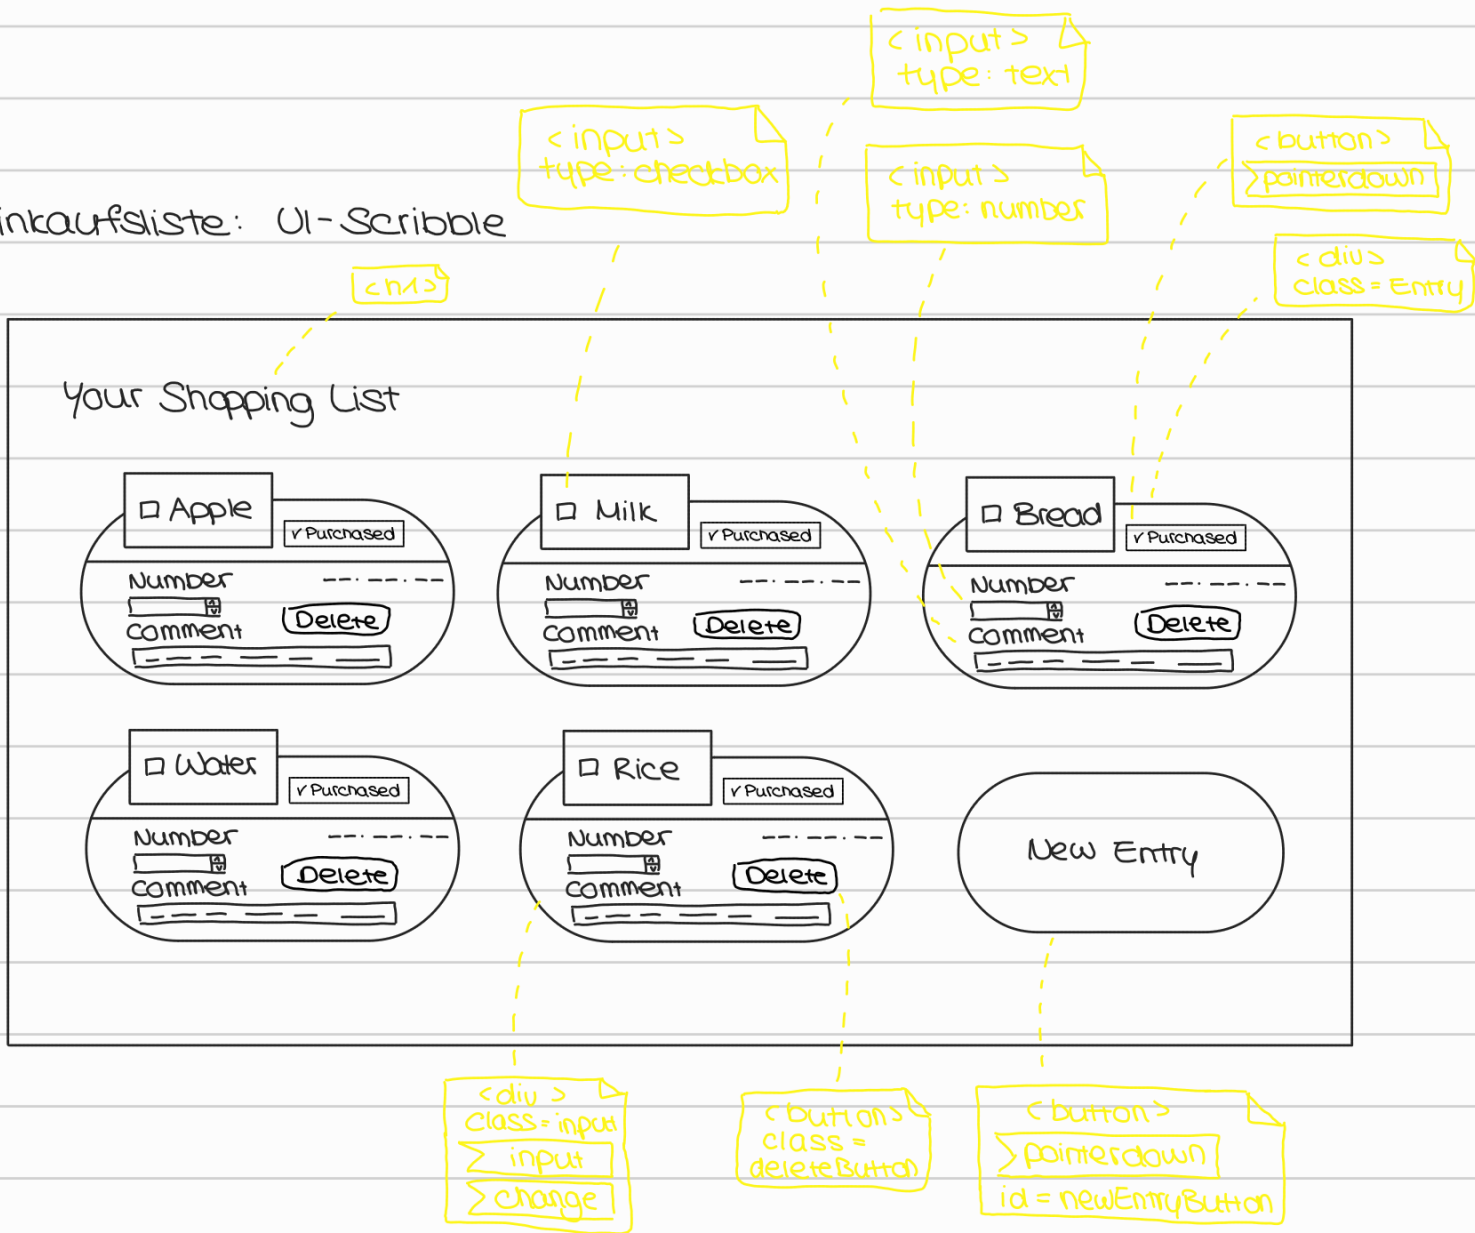 <input>
type: text
<input>
type: checkbox
<button>
pointerdown
<input>
type: number
inkaufsliste: UI-Scribble
<div>
class = Entry
<h1>
Your Shopping List
Apple
✓ Purchased
Number
Delete
Comment
Milk
✓ Purchased
Number
Delete
Comment
Bread
✓ Purchased
Number
Delete
Comment
Water
✓ Purchased
Number
Delete
Comment
Rice
✓ Purchased
Number
Delete
Comment
New Entry
<div>
class = input
input
change
<button>
class =
deleteButton
<button>
pointerdown
id = newEntryButton